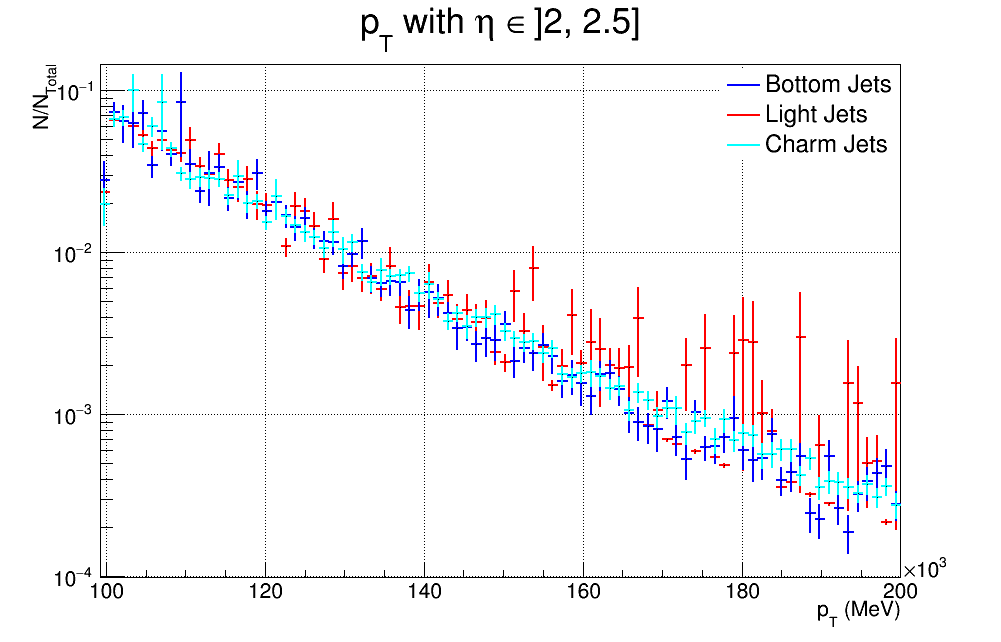 p_T with η ∈ ]2, 2.5]
N/N_Total
10^−1
10^−2
10^−3
10^−4
Bottom Jets
Light Jets
Charm Jets
100 120 140 160 180 200
×10^3
p_T (MeV)